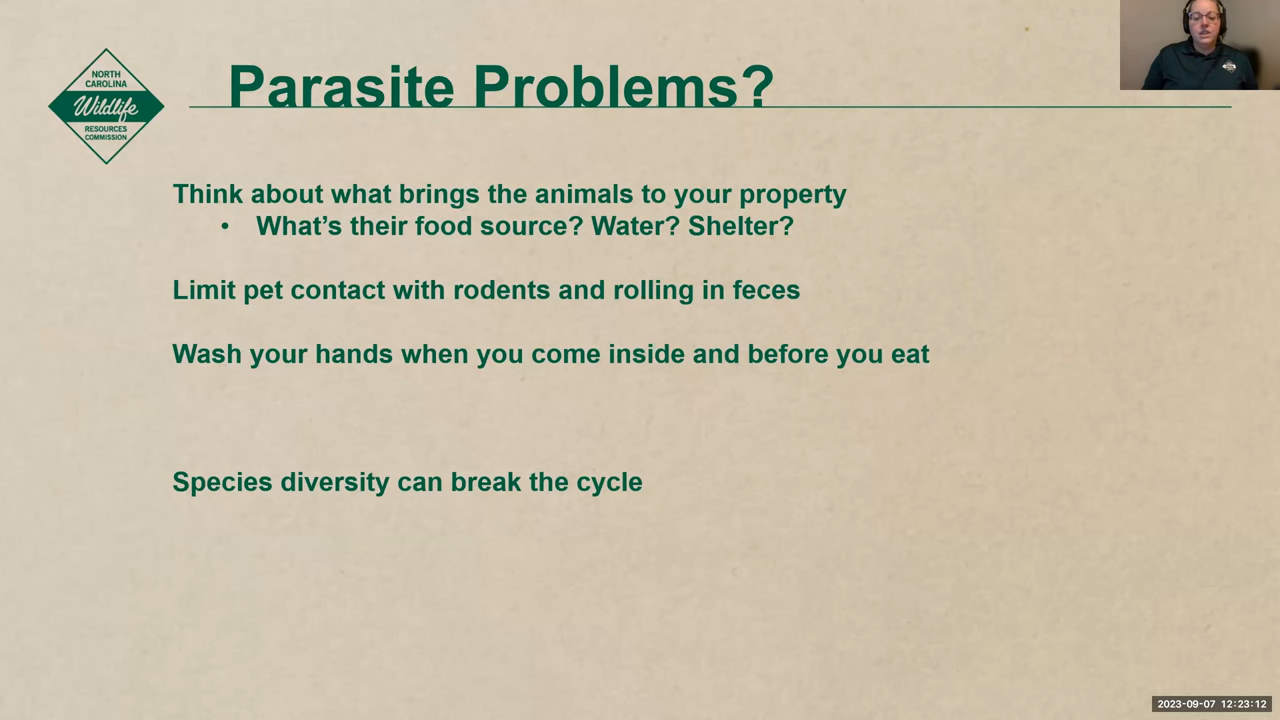 NORTH
CAROLINA
Wildlife
RESOURCES
COMMISSION
Parasite Problems?
Think about what brings the animals to your property
• What's their food source? Water? Shelter?
Limit pet contact with rodents and rolling in feces
Wash your hands when you come inside and before you eat
Species diversity can break the cycle
2023-09-07 12:23:12